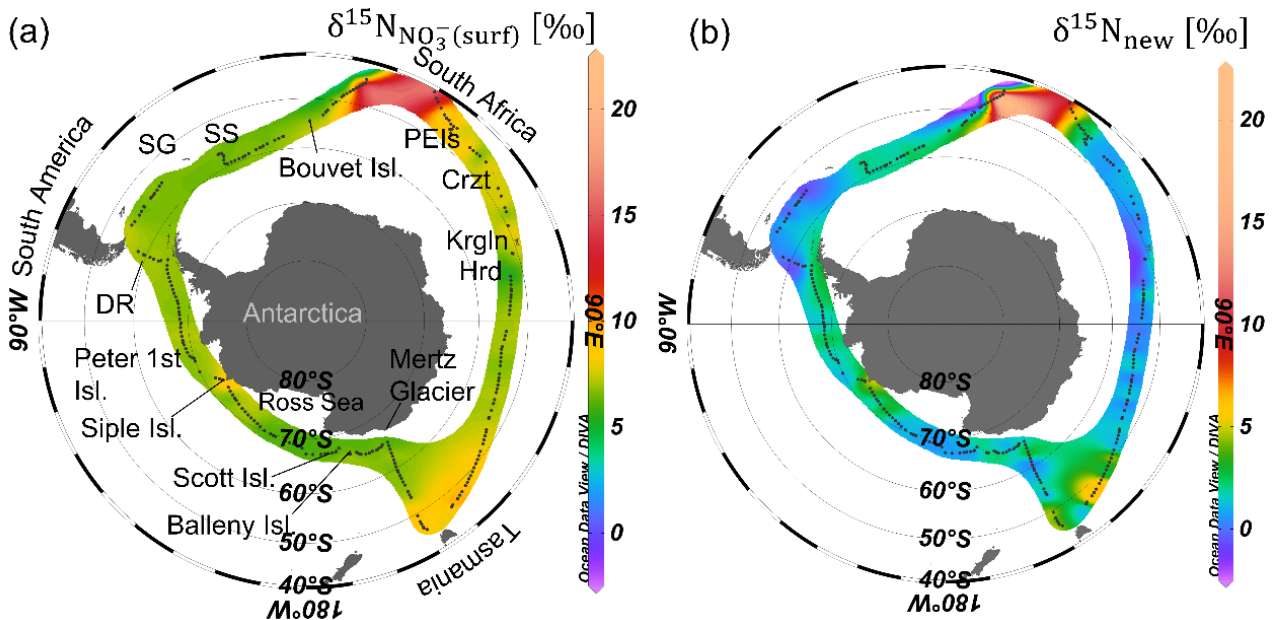 (a)
δ¹⁵N NO₃⁻(surf) [‰]
South America
South Africa
SG
SS
Bouvet Isl.
PEIs
Crzt
Krgln
Hrd
DR
90°W
Antarctica
90°E
Peter 1st
Isl.
Siple Isl.
Mertz
Glacier
80°S
Ross Sea
70°S
Scott Isl.
60°S
Balleny Isl.
50°S
Tasmania
40°S
180°W
20
15
10
5
0
Ocean Data View / DIVA
(b)
δ¹⁵Nnew [‰]
90°W
90°E
80°S
70°S
60°S
50°S
40°S
180°W
20
15
10
5
0
Ocean Data View / DIVA